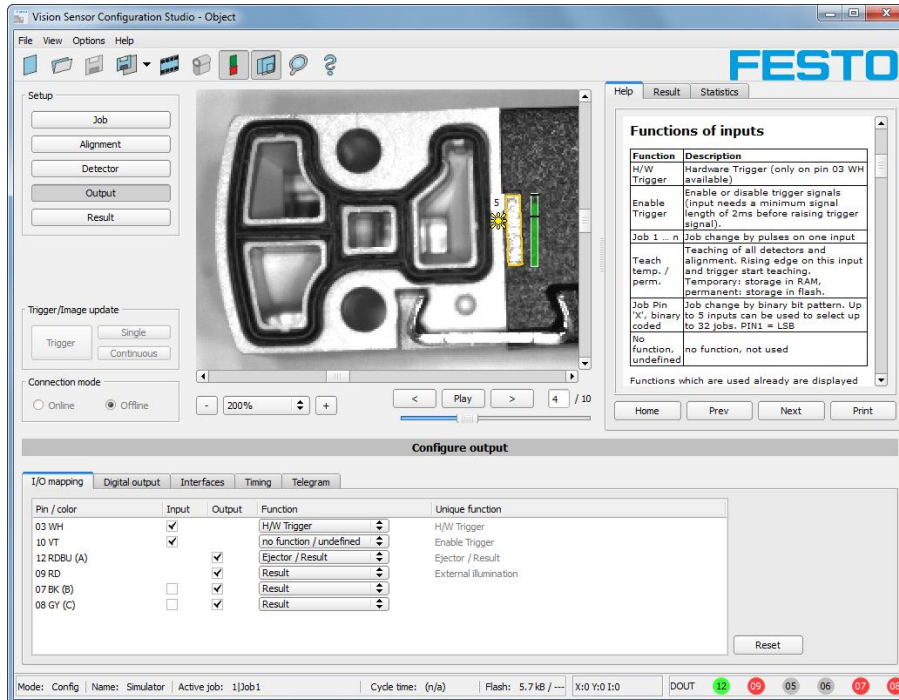 Vision Sensor Configuration Studio - Object
File View Options Help
FESTO
Setup
Job
Alignment
Detector
Output
Result
Trigger/Image update
Trigger
Single
Continuous
Connection mode
Online
Offline
5
-
200%
+
<
Play
>
4 / 10
Help Result Statistics
Functions of inputs
Function Description
H/W Trigger
Hardware Trigger (only on pin 03 WH available)
Enable Trigger
Enable or disable trigger signals (input needs a minimum signal length of 2ms before raising trigger signal).
Job 1 ... n Job change by pulses on one input
Teach temp. / perm.
Teaching of all detectors and alignment. Rising edge on this input and trigger start teaching. Temporary: storage in RAM, permanent: storage in flash.
Job Pin 'X', binary coded
Job change by binary bit pattern. Up to 5 inputs can be used to select up to 32 jobs. PIN1 = LSB
No function, undefined
no function, not used
Functions which are used already are displayed
Home Prev Next Print
Configure output
I/O mapping Digital output Interfaces Timing Telegram
Pin / color Input Output Function Unique function
03 WH H/W Trigger H/W Trigger
10 VT no function / undefined Enable Trigger
12 RDBU (A) Ejector / Result Ejector / Result
09 RD Result External illumination
07 BK (B) Result
08 GY (C) Result
Reset
Mode: Config Name: Simulator Active job: 1|Job1 Cycle time: (n/a) Flash: 5.7 kB / --- X:0 Y:0 I:0 DOUT 12 09 05 06 07 08